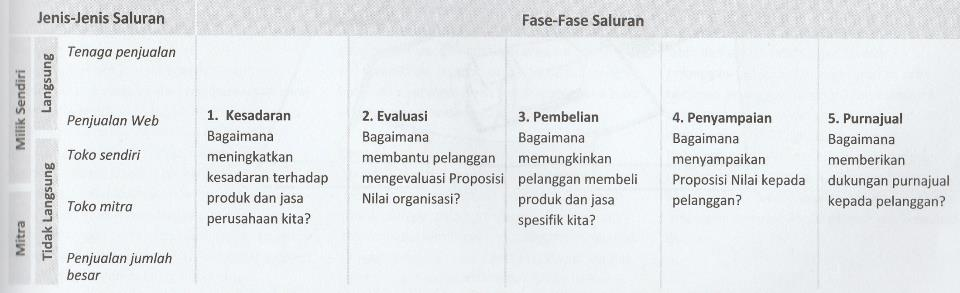 Jenis-Jenis Saluran
Fase-Fase Saluran
Milik Sendiri
Mitra
Langsung
Tidak Langsung
Tenaga penjualan
Penjualan Web
Toko sendiri
Toko mitra
Penjualan jumlah
besar
1. Kesadaran
Bagaimana
meningkatkan
kesadaran terhadap
produk dan jasa
perusahaan kita?
2. Evaluasi
Bagaimana
membantu pelanggan
mengevaluasi Proposisi
Nilai organisasi?
3. Pembelian
Bagaimana
memungkinkan
pelanggan membeli
produk dan jasa
spesifik kita?
4. Penyampaian
Bagaimana
menyampaikan
Proposisi Nilai kepada
pelanggan?
5. Purnajual
Bagaimana
memberikan
dukungan purnajual
kepada pelanggan?